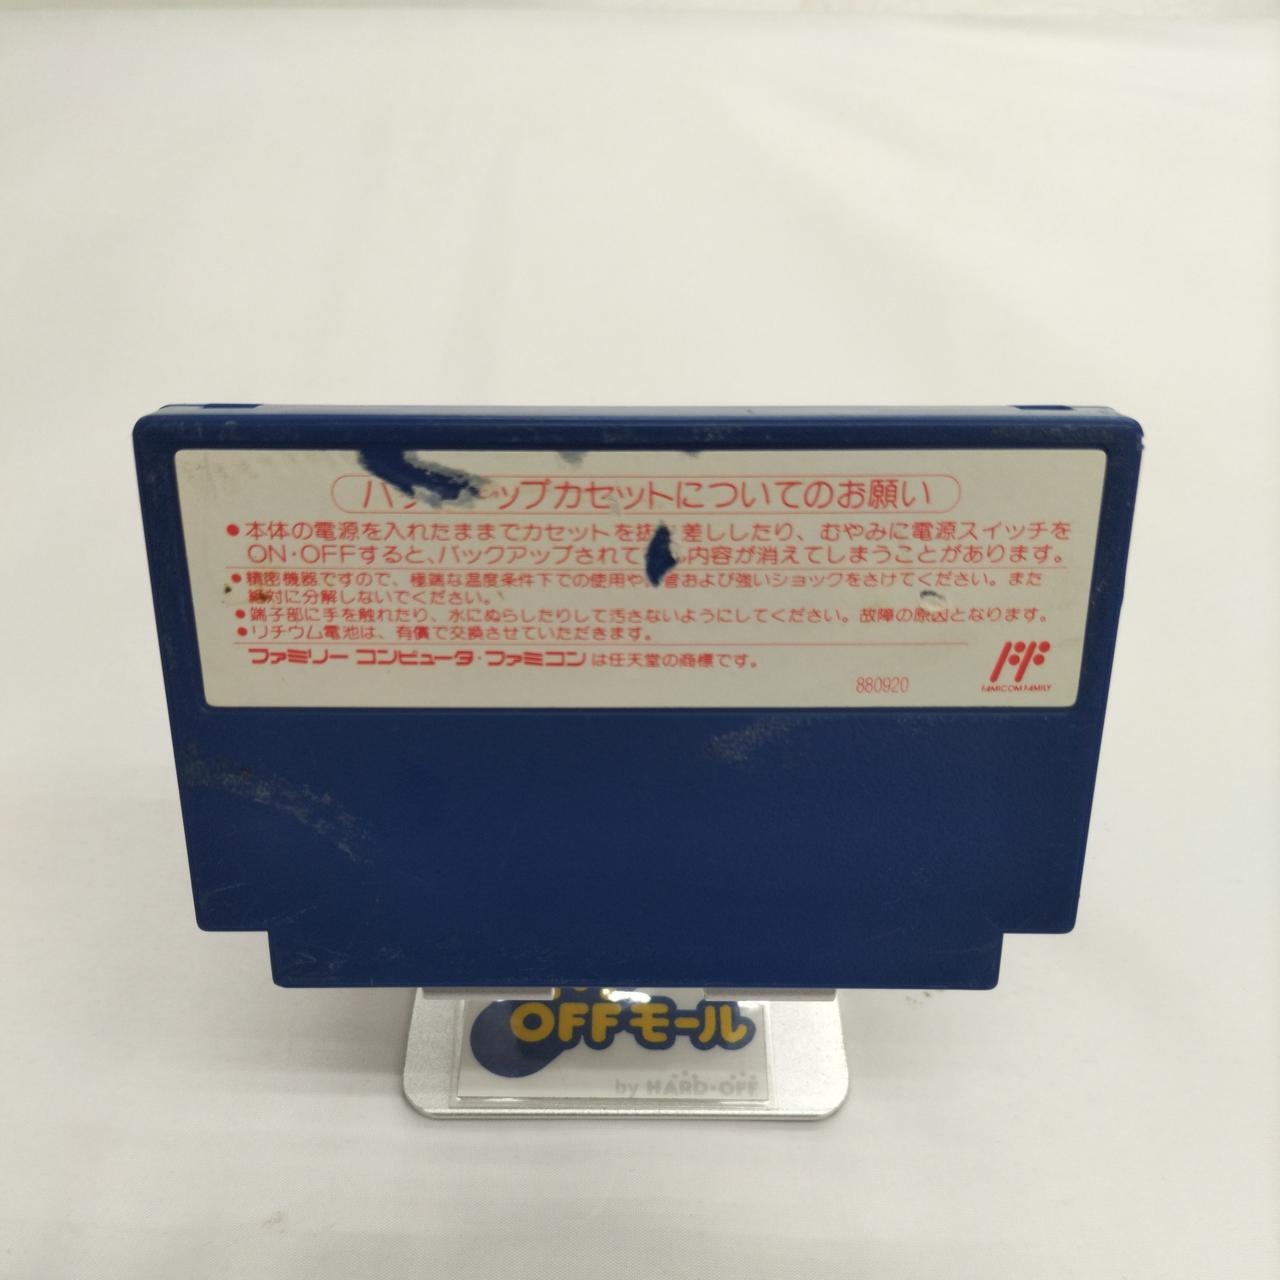 ップカセットについてのお願い
●本体の電源を入れたままでカセットを抜 差ししたり、むやみに電源スイッチを
ON・OFFすると、バックアップされて 内容が消えてしまうことがあります。
●精密機器ですので、極端な温度条件下での使用や 管および強いショックをさけてください。また
絶対に分解しないでください。
●端子部に手を触れたり、水にぬらしたりして汚さないようにしてください。故障の原因となります。
●リチウム電池は、有償で交換させていただきます。
ファミリーコンピュータ・ファミコンは任天堂の商標です。
880920
FAMICOM FAMILY
OFFモール
by HARD・OFF